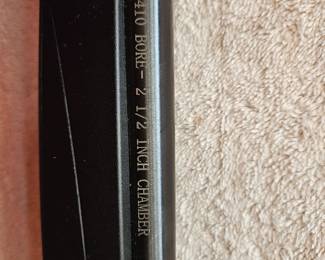 410 BORE- 2 1/2 INCH CHAMBER